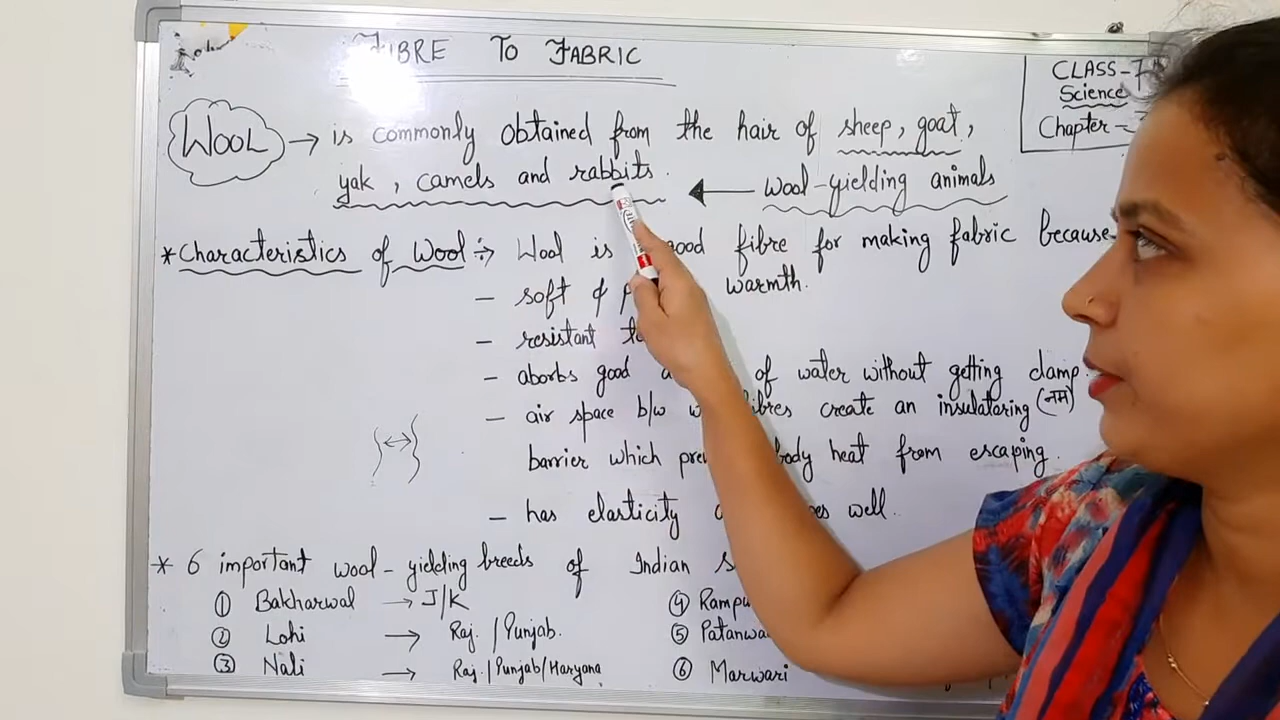 FIBRE TO FABRIC
CLASS-7
Science
Chapter-3
WOOL → is commonly obtained from the hair of sheep, goat,
yak, camels and rabbits. ← wool-yielding animals
* Characteristics of Wool Wool is good fibre for making fabric because-
- soft & warmth.
- resistant
- aborbs good of water without getting damp.
(नम)
- air space b/w fibres create an insulatoring
barrier which body heat from escaping.
- has elasticity well.
* 6 important wool-yielding breeds of Indian
① Bakharwal → J/K
② Lohi → Raj./Punjab.
③ Nali → Raj./Punjab/Haryana
④
⑤
⑥ Marwari